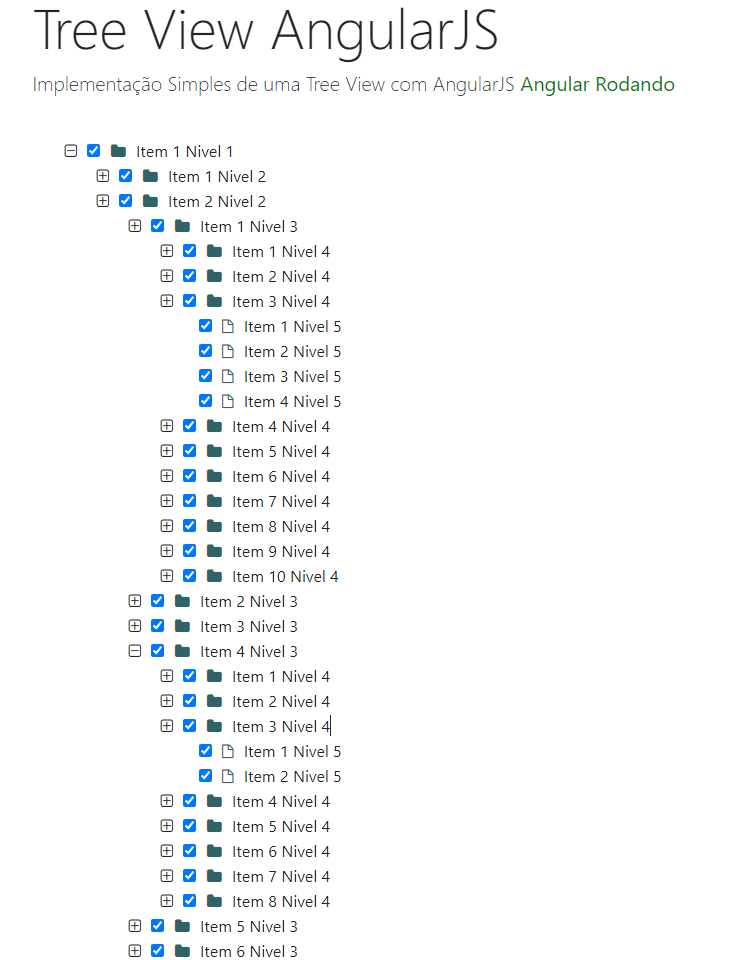 Tree View AngularJS
Implementação Simples de uma Tree View com AngularJS Angular Rodando
Item 1 Nivel 1
Item 1 Nivel 2
Item 2 Nivel 2
Item 1 Nivel 3
Item 1 Nivel 4
Item 2 Nivel 4
Item 3 Nivel 4
Item 1 Nivel 5
Item 2 Nivel 5
Item 3 Nivel 5
Item 4 Nivel 5
Item 4 Nivel 4
Item 5 Nivel 4
Item 6 Nivel 4
Item 7 Nivel 4
Item 8 Nivel 4
Item 9 Nivel 4
Item 10 Nivel 4
Item 2 Nivel 3
Item 3 Nivel 3
Item 4 Nivel 3
Item 1 Nivel 4
Item 2 Nivel 4
Item 3 Nivel 4
Item 1 Nivel 5
Item 2 Nivel 5
Item 4 Nivel 4
Item 5 Nivel 4
Item 6 Nivel 4
Item 7 Nivel 4
Item 8 Nivel 4
Item 5 Nivel 3
Item 6 Nivel 3